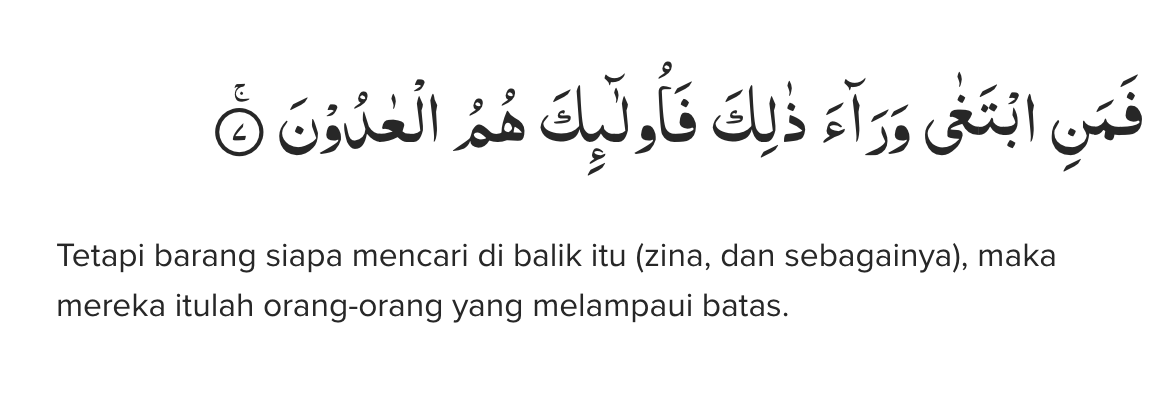 فَمَنِ ابْتَغٰى وَرَآءَ ذٰلِكَ فَاُولٰۤىِٕكَ هُمُ الْعٰدُوْنَ ۚ ٧
Tetapi barang siapa mencari di balik itu (zina, dan sebagainya), maka
mereka itulah orang-orang yang melampaui batas.